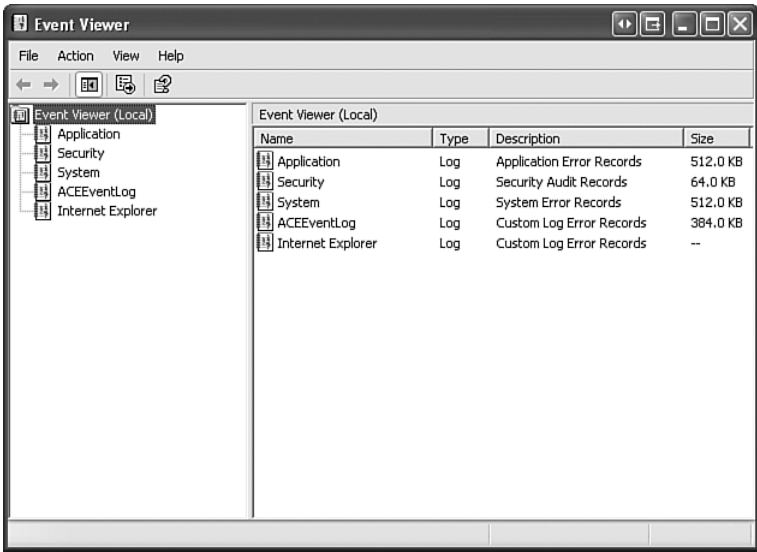 Event Viewer
File Action View Help
Event Viewer (Local)
Application
Security
System
ACEEventLog
Internet Explorer
Event Viewer (Local)
Name Type Description Size
Application Log Application Error Records 512.0 KB
Security Log Security Audit Records 64.0 KB
System Log System Error Records 512.0 KB
ACEEventLog Log Custom Log Error Records 384.0 KB
Internet Explorer Log Custom Log Error Records --